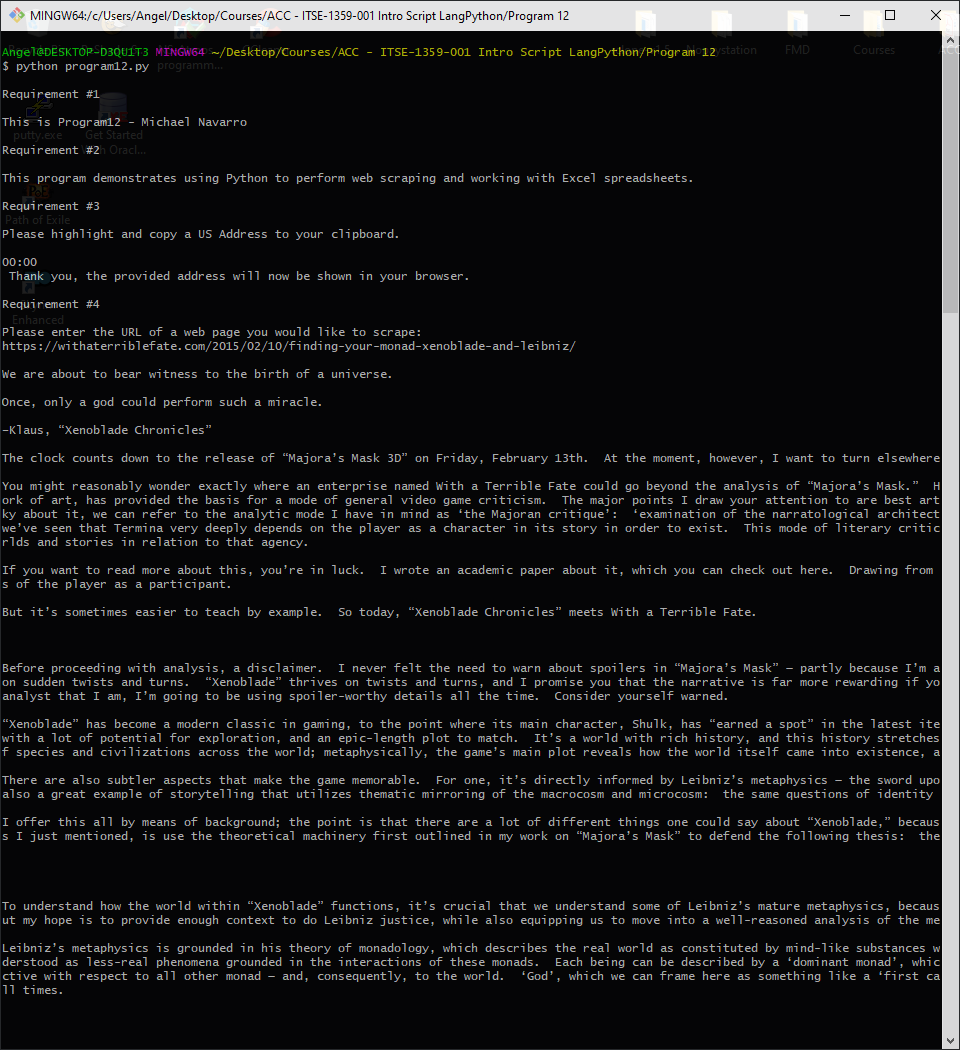 MINGW64:/c/Users/Angel/Desktop/Courses/ACC - ITSE-1359-001 Intro Script LangPython/Program 12
Angel@DESKTOP-D3QU1T3 MINGW64 ~/Desktop/Courses/ACC - ITSE-1359-001 Intro Script LangPython/Program 12
$ python program12.py
Requirement #1
This is Program12 - Michael Navarro
Requirement #2
This program demonstrates using Python to perform web scraping and working with Excel spreadsheets.
Requirement #3
Please highlight and copy a US Address to your clipboard.
00:00
Thank you, the provided address will now be shown in your browser.
Requirement #4
Please enter the URL of a web page you would like to scrape:
https://withaterriblefate.com/2015/02/10/finding-your-monad-xenoblade-and-leibniz/
We are about to bear witness to the birth of a universe.
Once, only a god could perform such a miracle.
–Klaus, “Xenoblade Chronicles”
The clock counts down to the release of “Majora’s Mask 3D” on Friday, February 13th.  At the moment, however, I want to turn elsewhere
You might reasonably wonder exactly where an enterprise named With a Terrible Fate could go beyond the analysis of “Majora’s Mask.”  H
ork of art, has provided the basis for a mode of general video game criticism.  The major points I draw your attention to are best art
ky about it, we can refer to the analytic mode I have in mind as ‘the Majoran critique’:  ‘examination of the narratological architect
we’ve seen that Termina very deeply depends on the player as a character in its story in order to exist.  This mode of literary critic
rlds and stories in relation to that agency.
If you want to read more about this, you’re in luck.  I wrote an academic paper about it, which you can check out here.  Drawing from
s of the player as a participant.
But it’s sometimes easier to teach by example.  So today, “Xenoblade Chronicles” meets With a Terrible Fate.
Before proceeding with analysis, a disclaimer.  I never felt the need to warn about spoilers in “Majora’s Mask” – partly because I’m a
on sudden twists and turns.  “Xenoblade” thrives on twists and turns, and I promise you that the narrative is far more rewarding if yo
analyst that I am, I’m going to be using spoiler-worthy details all the time.  Consider yourself warned.
“Xenoblade” has become a modern classic in gaming, to the point where its main character, Shulk, has “earned a spot” in the latest ite
with a lot of potential for exploration, and an epic-length plot to match.  It’s a world with rich history, and this history stretches
f species and civilizations across the world; metaphysically, the game’s main plot reveals how the world itself came into existence, a
There are also subtler aspects that make the game memorable.  For one, it’s directly informed by Leibniz’s metaphysics – the sword upo
also a great example of storytelling that utilizes thematic mirroring of the macrocosm and microcosm:  the same questions of identity
I offer this all by means of background; the point is that there are a lot of different things one could say about “Xenoblade,” becaus
s I just mentioned, is use the theoretical machinery first outlined in my work on “Majora’s Mask” to defend the following thesis:  the
To understand how the world within “Xenoblade” functions, it’s crucial that we understand some of Leibniz’s mature metaphysics, becaus
ut my hope is to provide enough context to do Leibniz justice, while also equipping us to move into a well-reasoned analysis of the me
Leibniz’s metaphysics is grounded in his theory of monadology, which describes the real world as constituted by mind-like substances w
derstood as less-real phenomena grounded in the interactions of these monads.  Each being can be described by a ‘dominant monad’, whic
ctive with respect to all other monad – and, consequently, to the world.  ‘God’, which we can frame here as something like a ‘first ca
ll times.
putty.exe
Get Started
Path of Exile
Enhanced
FMD
Courses